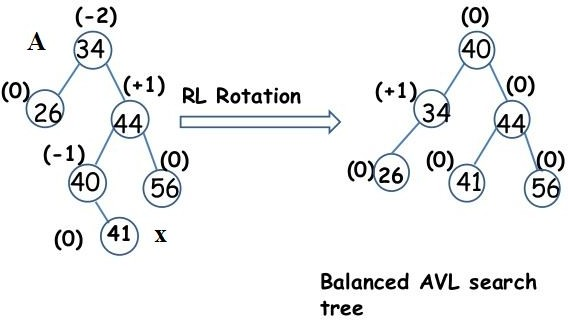 (-2)
A 34
(0) (+1)
26 44
(-1) (0)
40 56
(0) 41 x
RL Rotation
(0)
40
(+1) (0)
34 44
(0) 26 (0) 41 (0) 56
Balanced AVL search
tree